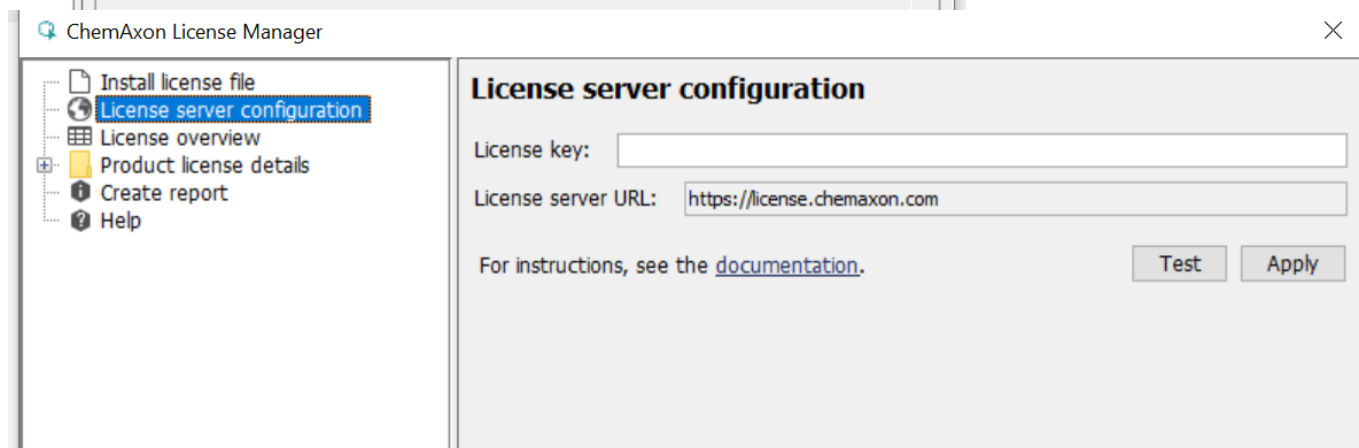 ChemAxon License Manager
Install license file
License server configuration
License overview
Product license details
Create report
Help
License server configuration
License key:
License server URL: https://license.chemaxon.com
For instructions, see the documentation. Test Apply